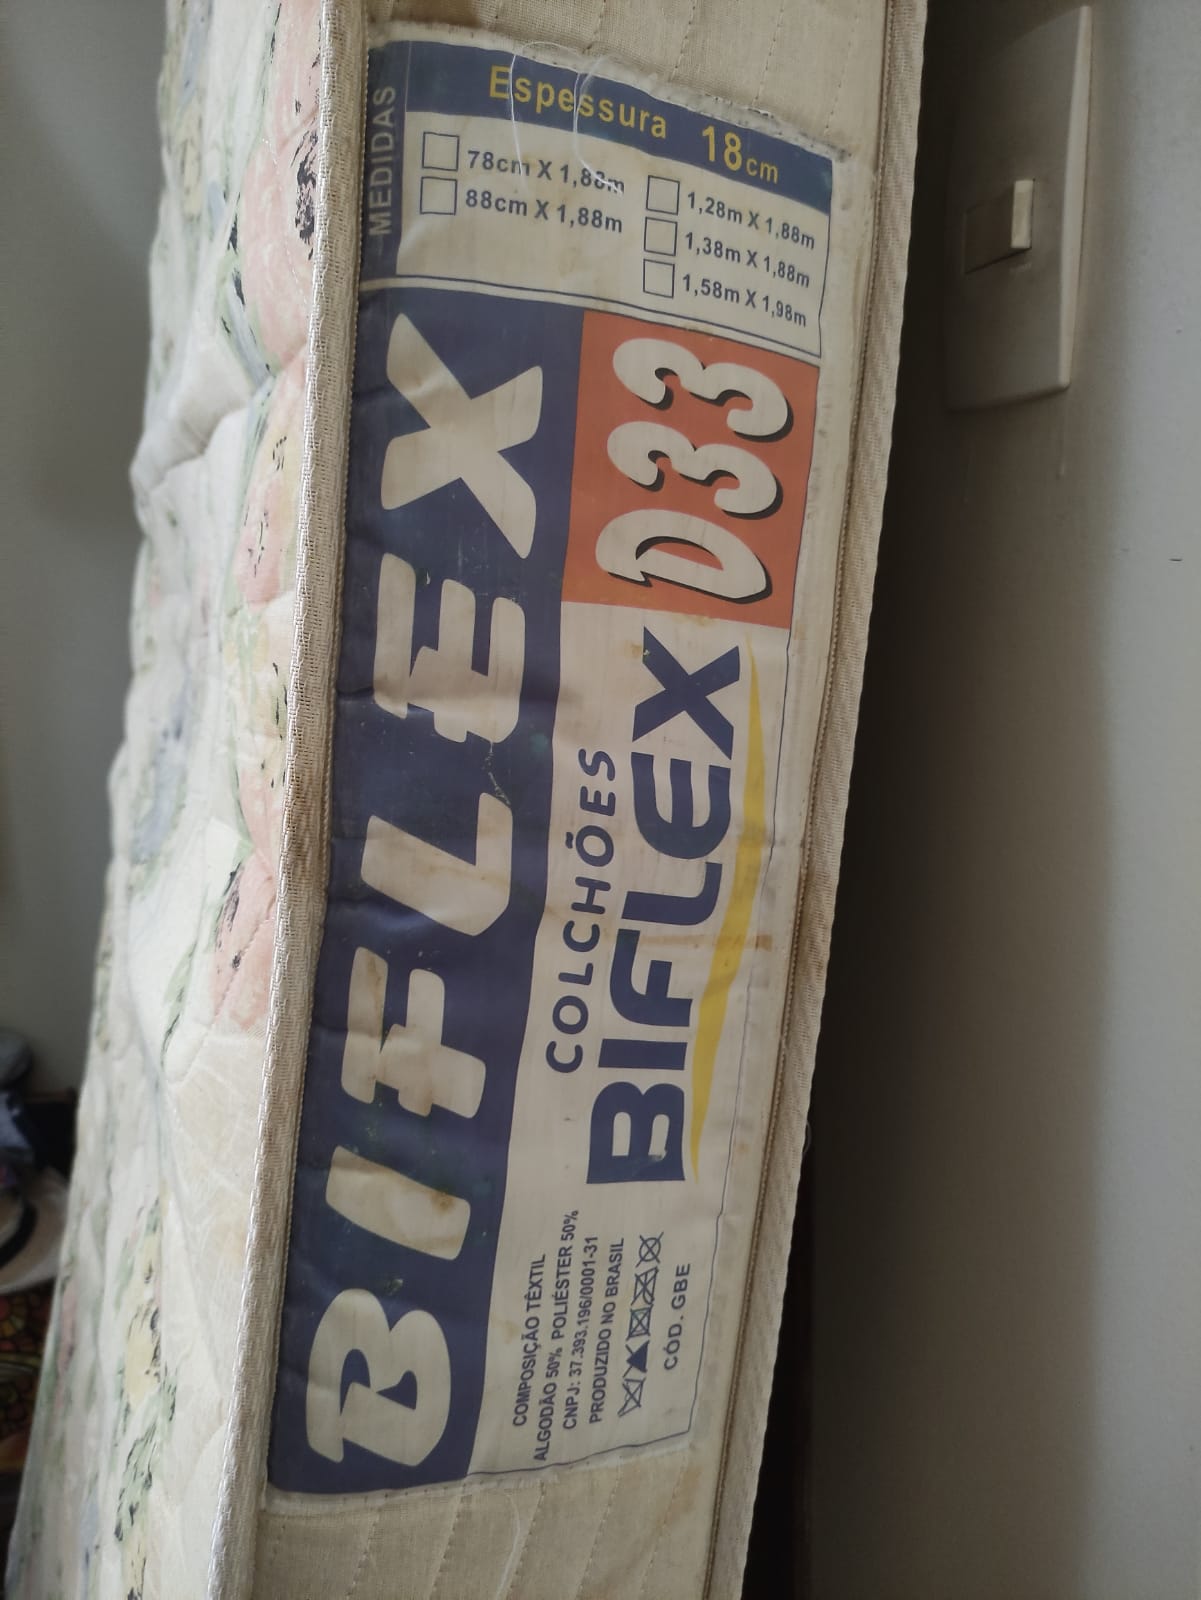 MEDIDAS
Espessura 18cm
78cm X 1,88m
88cm X 1,88m
1,28m X 1,88m
1,38m X 1,88m
1,58m X 1,98m
BIFLEX
D33
COLCHÕES
BIFLEX
COMPOSIÇÃO TÊXTIL
ALGODÃO 50% POLIÉSTER 50%
CNPJ: 37.393.196/0001-31
PRODUZIDO NO BRASIL
CÓD. GBE